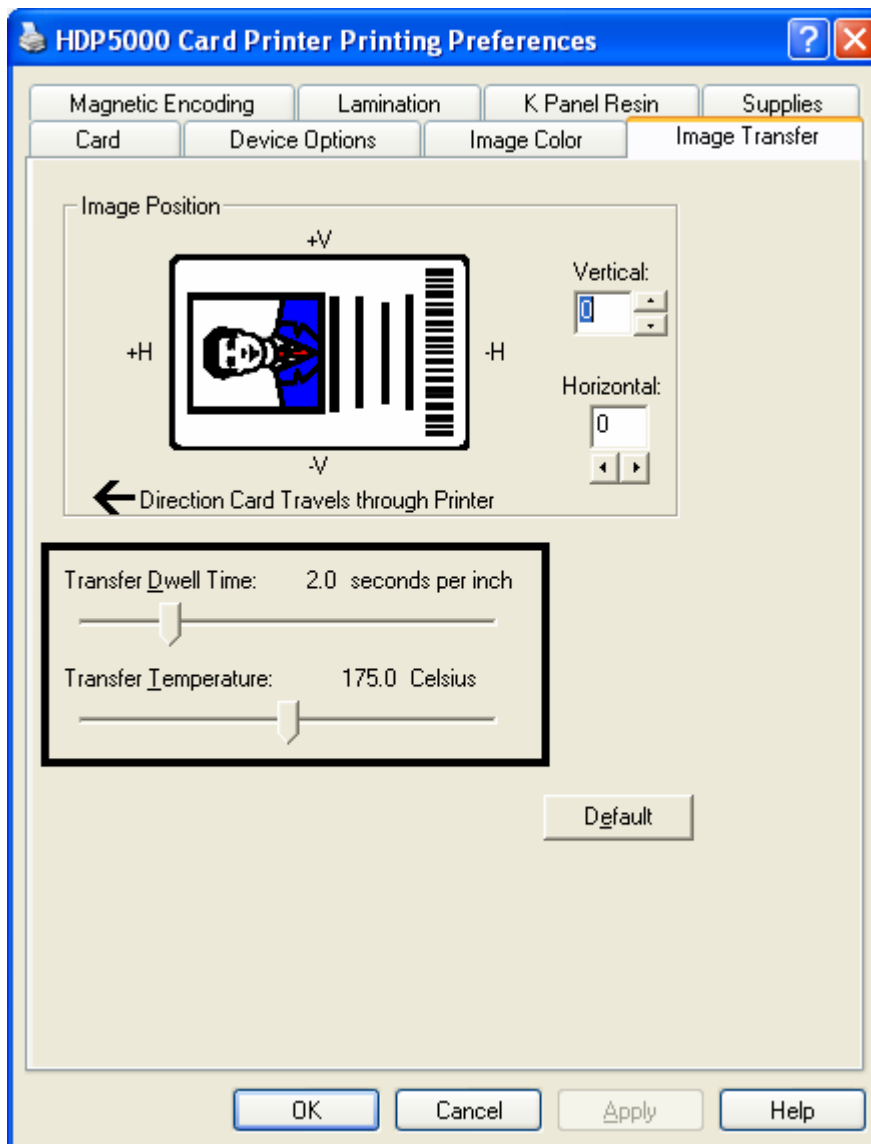 HDP5000 Card Printer Printing Preferences
Magnetic Encoding Lamination K Panel Resin Supplies
Card Device Options Image Color Image Transfer
Image Position
+V
Vertical:
0
+H
-H
Horizontal:
0
-V
Direction Card Travels through Printer
Transfer Dwell Time: 2.0 seconds per inch
Transfer Temperature: 175.0 Celsius
Default
OK Cancel Apply Help